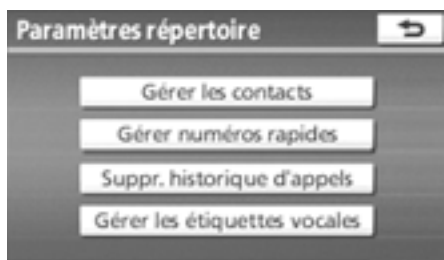 Paramètres répertoire
Gérer les contacts
Gérer numéros rapides
Suppr. historique d'appels
Gérer les étiquettes vocales